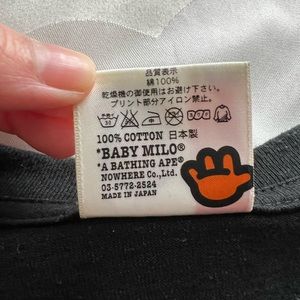 品質表示
綿100%
乾燥機の御使用はお避け下さい。
プリント部分アイロン禁止。
100% COTTON 日本製
*BABY MILO®
*A BATHING APE®
NOWHERE Co.,Ltd.
03-5772-2524
MADE IN JAPAN